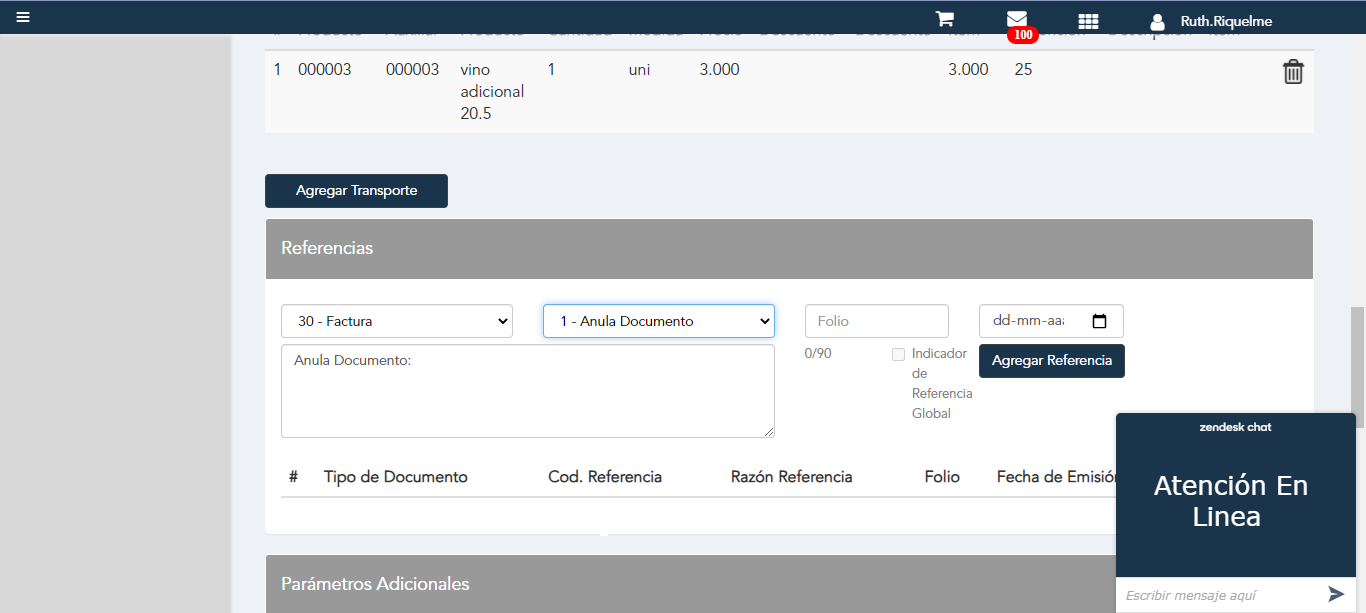 Ruth.Riquelme
100
1 000003 000003 vino 1 uni 3.000 3.000 25
adicional
20.5
Agregar Transporte
Referencias
30 - Factura 1 - Anula Documento Folio dd-mm-aaa
Anula Documento:
0/90 Indicador Agregar Referencia
de
Referencia
Global
# Tipo de Documento Cod. Referencia Razón Referencia Folio Fecha de Emisión
Parámetros Adicionales
zendesk chat
Atención En
Linea
Escribir mensaje aquí